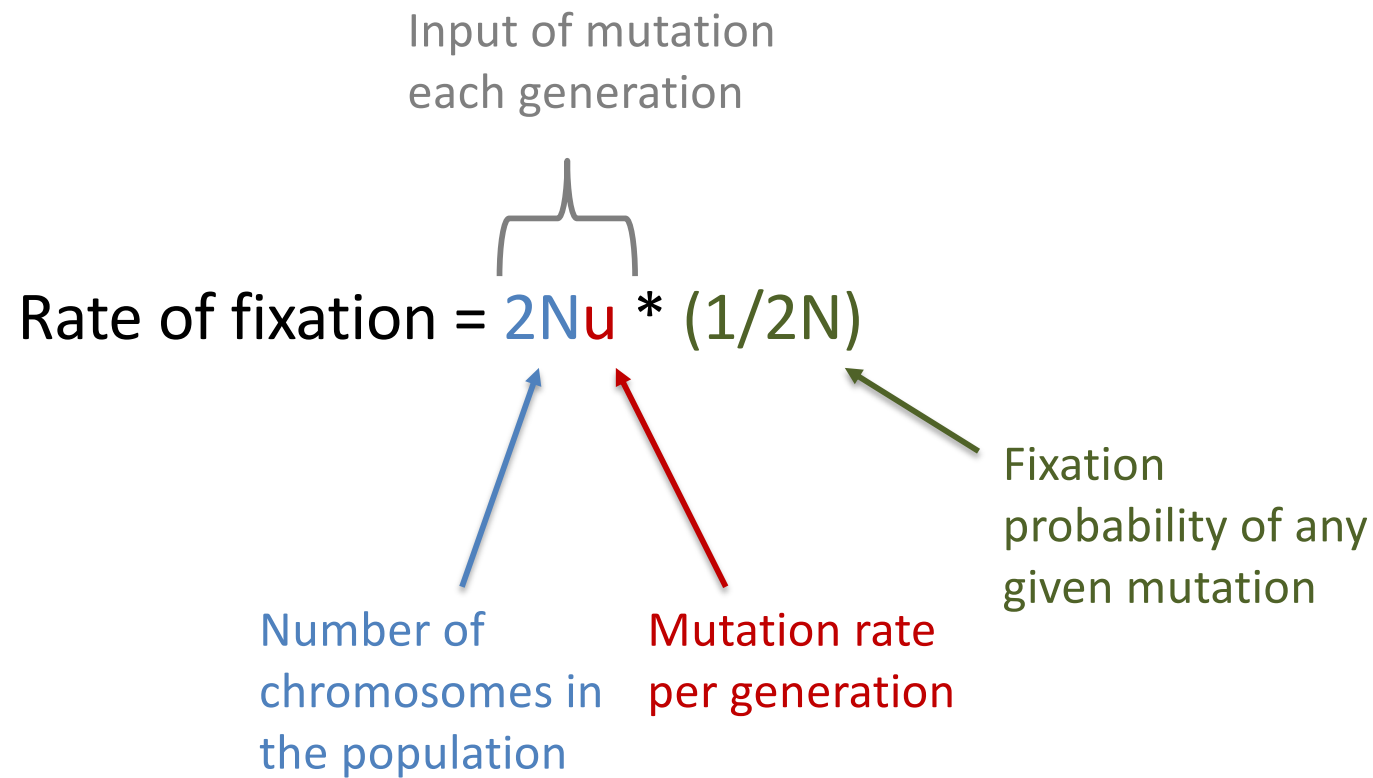 Input of mutation
each generation
Rate of fixation = 2Nu * (1/2N)
Fixation
probability of any
given mutation
Number of
chromosomes in
the population
Mutation rate
per generation